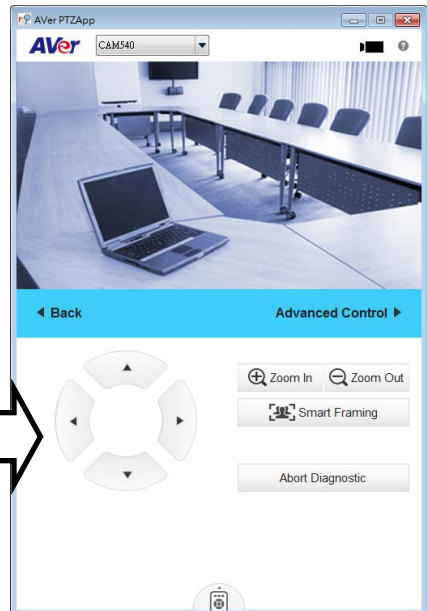 AVer PTZApp
AVer CAM540
Back Advanced Control
Zoom In Zoom Out
Smart Framing
Abort Diagnostic